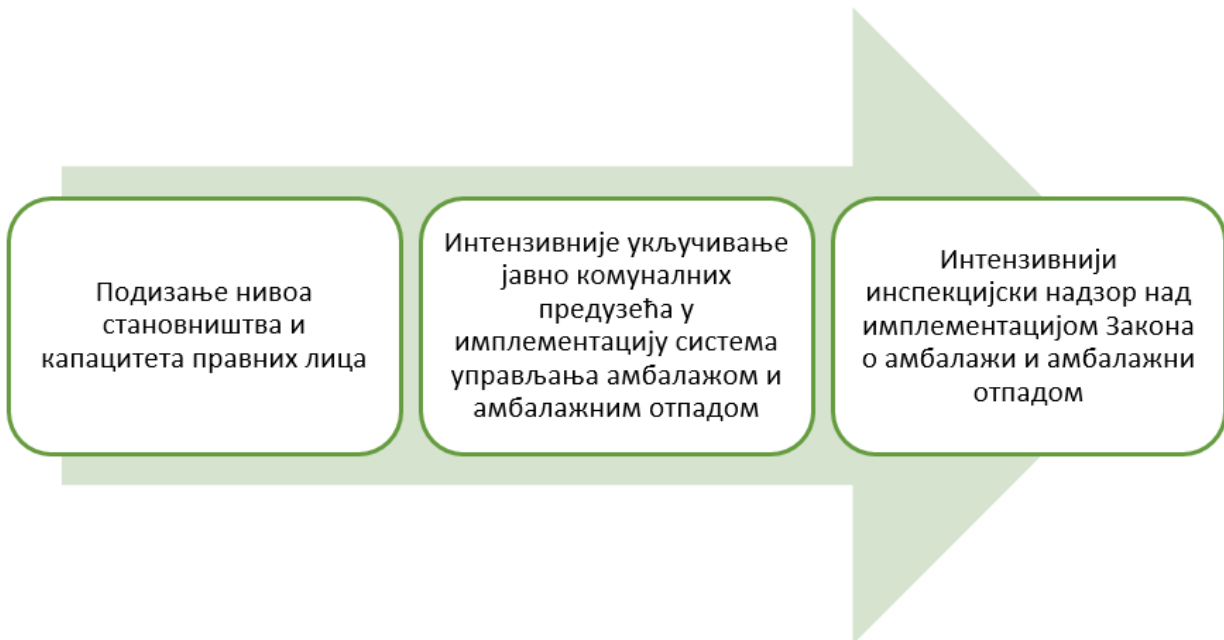 Подизање нивоа
становништва и
капацитета правних лица
Интензивније укључивање
јавно комуналних
предузећа у
имплементацију система
управљања амбалажом и
амбалажним отпадом
Интензивнији
инспекцијски надзор над
имплементацијом Закона
о амбалажи и амбалажни
отпадом